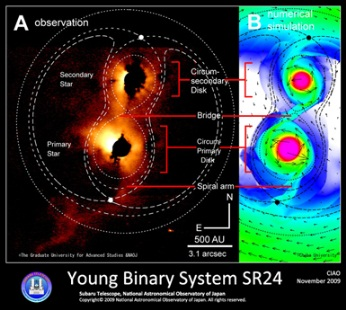 A observation
B numerical
simulation
Secondary
Star
Circum-
secondary
Disk
Bridge
Primary
Star
Circum-
Primary
Disk
Spiral arm
N
E
500 AU
3.1 arcsec
©The Graduate University for Advanced Studies &NAOJ
Young Binary System SR24
CIAO
November 2009
Subaru Telescope, National Astronomical Observatory of Japan
Copyright© 2009 National Astronomical Observatory of Japan. All rights reserved.